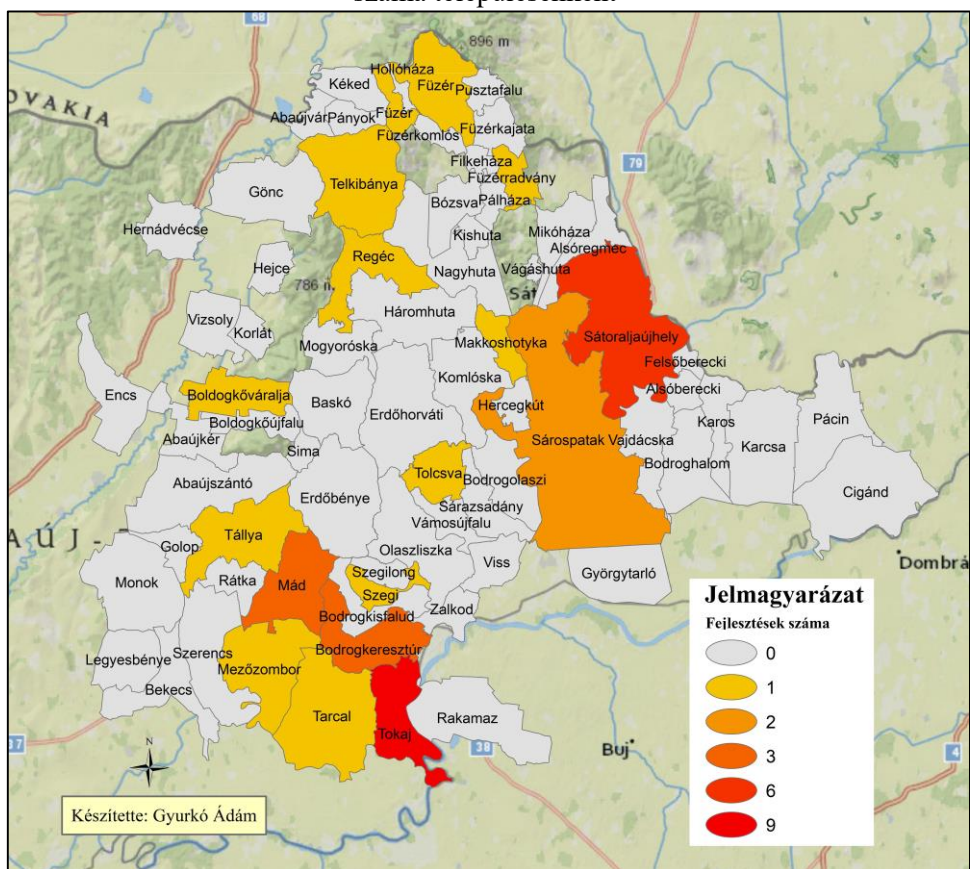 68
896 m
Hollóháza
Kéked
Füzér
Pusztafalu
OVAKIA
Abaújvár
Pányok
Füzér
Füzérkomlós
Füzérkajata
79
Filkeháza
Telkibánya
Füzérradvány
Gönc
Bózsva
Pálháza
Hernádvécse
Kishuta
Mikóháza
Alsóregmec
Regéc
Hejce
Nagyhuta
Vágáshuta
786 m.
Sát
Háromhuta
Vizsoly
Korlát
Mogyoróska
Makkoshotyka
Sátoraljaújhely
Felsőberecki
Komlóska
Encs
Boldogkőváralja
Baskó
Hercegkút
Alsóberecki
Boldogkőújfalu
Erdőhorváti
Karos
Pácin
Abaújkér
Sárospatak
Vajdácska
Karcsa
Sima
Tolcsva
Bodrogolaszi
Bodroghalom
Abaújszántó
Erdőbénye
Sárazsadány
Cigánd
Vámosújfalu
Tállya
AÚJ-
Golop
Olaszliszka
Viss
Dombrá
Monok
Rátka
Mád
Szegilong
Györgytarló
Szegi
Zalkod
Bodrogkisfalud
Legyesbénye
Szerencs
Bodrogkeresztúr
Mezőzombor
Bekecs
Tarcal
Rakamaz
Tokaj
37
38
Buj
4
N
Készítette: Gyurkó Ádám
Jelmagyarázat
Fejlesztések száma
0
1
2
3
6
9